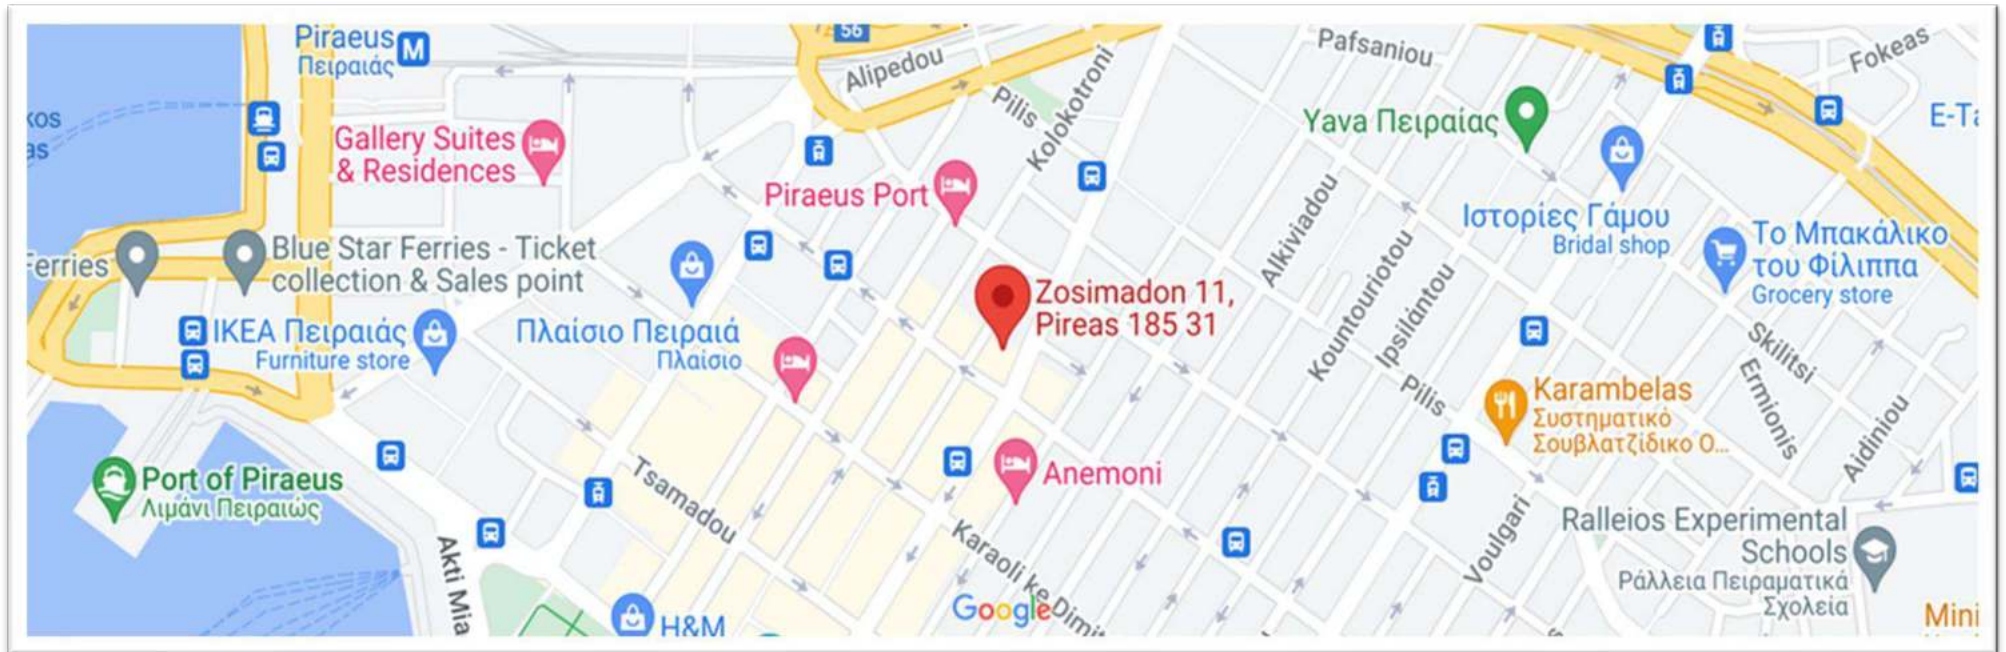 56
Piraeus
Πειραιάς
M
Alipedou
Pilis
Kolokotroni
Pafsaniou
Fokeas
Yava Πειραίας
E-Ta
kos
as
Gallery Suites
& Residences
Piraeus Port
Alkiviadou
Kountouriotou
Ipsilántou
Ιστορίες Γάμου
Bridal shop
Το Μπακάλικο
του Φίλιππα
Grocery store
Ferries
Blue Star Ferries - Ticket
collection & Sales point
Zosimadon 11,
Pireas 185 31
ΙΚΕΑ Πειραιάς
Furniture store
Πλαίσιο Πειραιά
Πλαίσιο
Skilitsi
Ermionis
Aidiniou
Pilis
Karambelas
Συστηματικό
Σουβλατζίδικο Ο...
Port of Piraeus
Λιμάνι Πειραιώς
Tsamadou
Anemoni
Akti Mia
Karaoli ke Dimit
Voulgari
Ralleios Experimental
Schools
Ράλλεια Πειραματικά
Σχολεία
H&M
Google
Mini